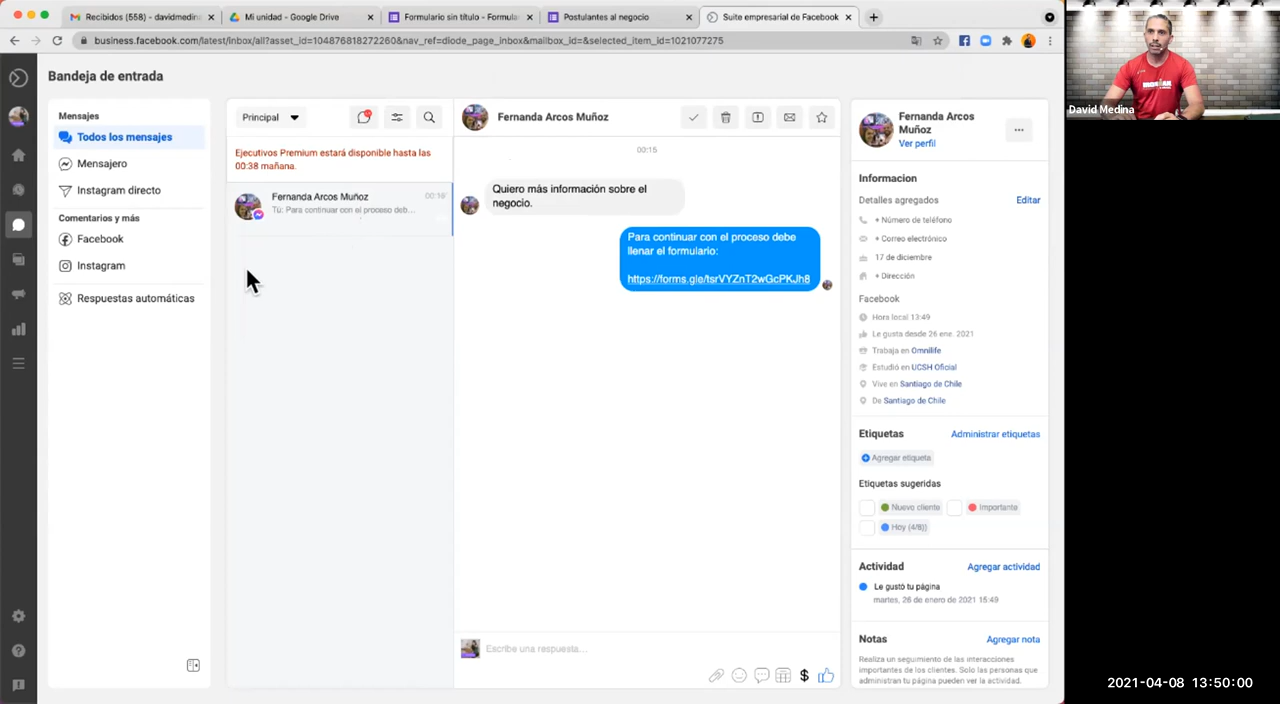 Recibidos (558) - davidmedin
Mi unidad - Google Drive
Formulario sin título - Formula
Postulantes al negocio
Suite empresarial de Facebook
business.facebook.com/latest/inbox/all?asset_id=104876818272260&nav_ref=diode_page_inbox&mailbox_id=&selected_item_id=1021077275
Bandeja de entrada
Mensajes
Todos los mensajes
Mensajero
Instagram directo
Comentarios y más
Facebook
Instagram
Respuestas automáticas
Principal
Ejecutivos Premium estará disponible hasta las
00:38 mañana.
Fernanda Arcos Muñoz
Tú: Para continuar con el proceso deb...
Fernanda Arcos Muñoz
00:15
Quiero más información sobre el
negocio.
Para continuar con el proceso debe
llenar el formulario:
https://forms.gle/tsrVYZnT2wGcPKJh8
Escribe una respuesta...
Fernanda Arcos
Muñoz
Ver perfil
Informacion
Detalles agregados
Editar
+ Número de teléfono
+ Correo electrónico
17 de diciembre
+ Dirección
Facebook
Hora local 13:49
Le gusta desde 26 ene. 2021
Trabaja en Omnilife
Estudió en UCSH Oficial
Vive en Santiago de Chile
De Santiago de Chile
Etiquetas
Administrar etiquetas
Agregar etiqueta
Etiquetas sugeridas
Nuevo cliente
Importante
Hoy (4/8))
Actividad
Agregar actividad
Le gustó tu página
martes, 26 de enero de 2021 15:49
Notas
Agregar nota
Realiza un seguimiento de las interacciones
importantes de los clientes. Solo las personas que
administran tu página pueden ver la actividad.
David Medina
2021-04-08 13:50:00